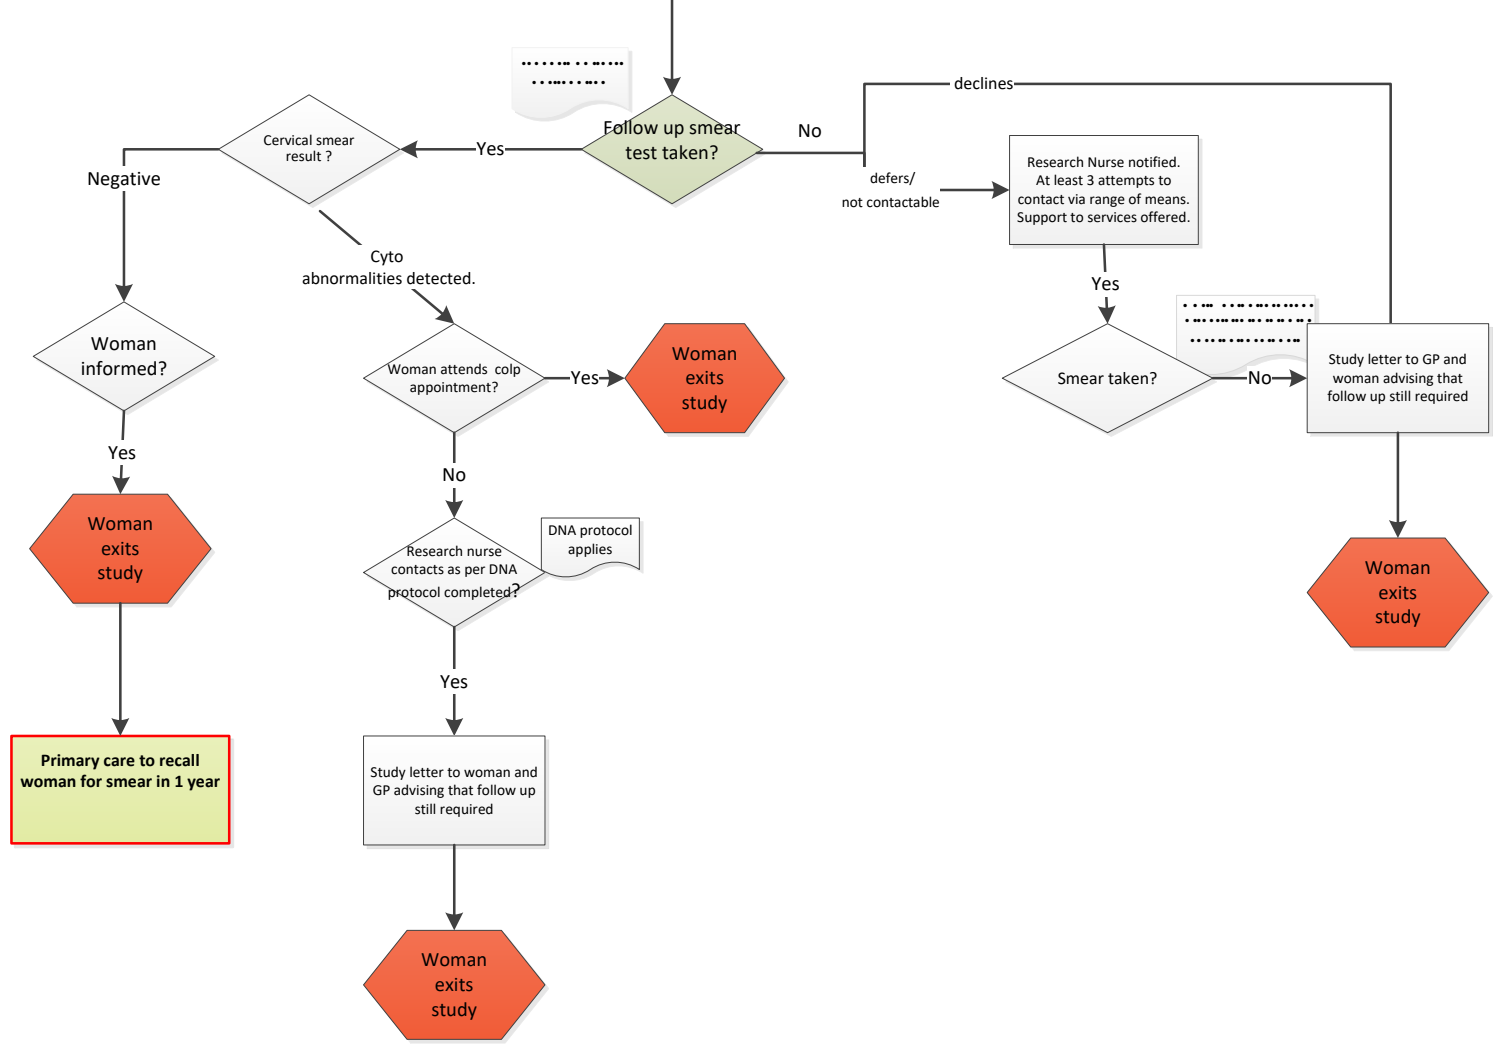 declines
Follow up smear
test taken?
No
Yes
Cervical smear
result ?
Negative
Research Nurse notified.
At least 3 attempts to
contact via range of means.
Support to services offered.
defers/
not contactable
Cyto
abnormalities detected.
Yes
Woman
informed?
Woman attends  colp
appointment?
Yes
Woman
exits
study
Smear taken?
No
Study letter to GP and
woman advising that
follow up still required
Yes
No
Woman
exits
study
Research nurse
contacts as per DNA
protocol completed?
DNA protocol
applies
Woman
exits
study
Yes
Primary care to recall
woman for smear in 1 year
Study letter to woman and
GP advising that follow up
still required
Woman
exits
study